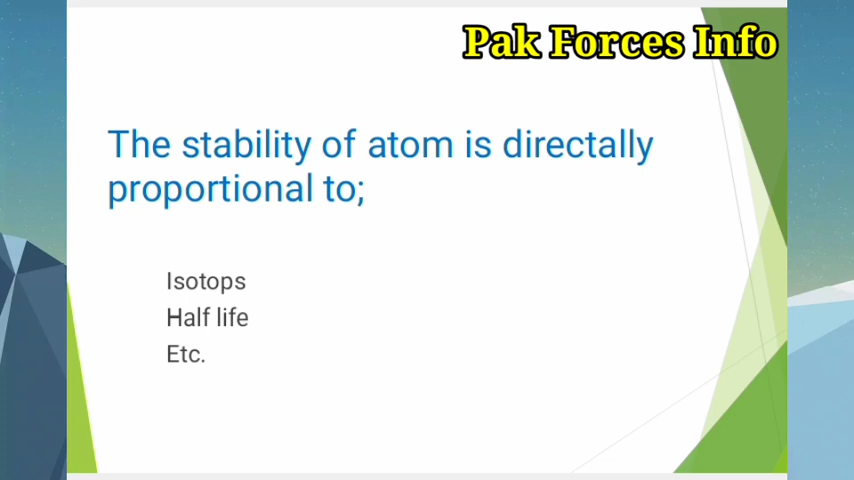 Pak Forces Info
The stability of atom is directally
proportional to;
Isotops
Half life
Etc.